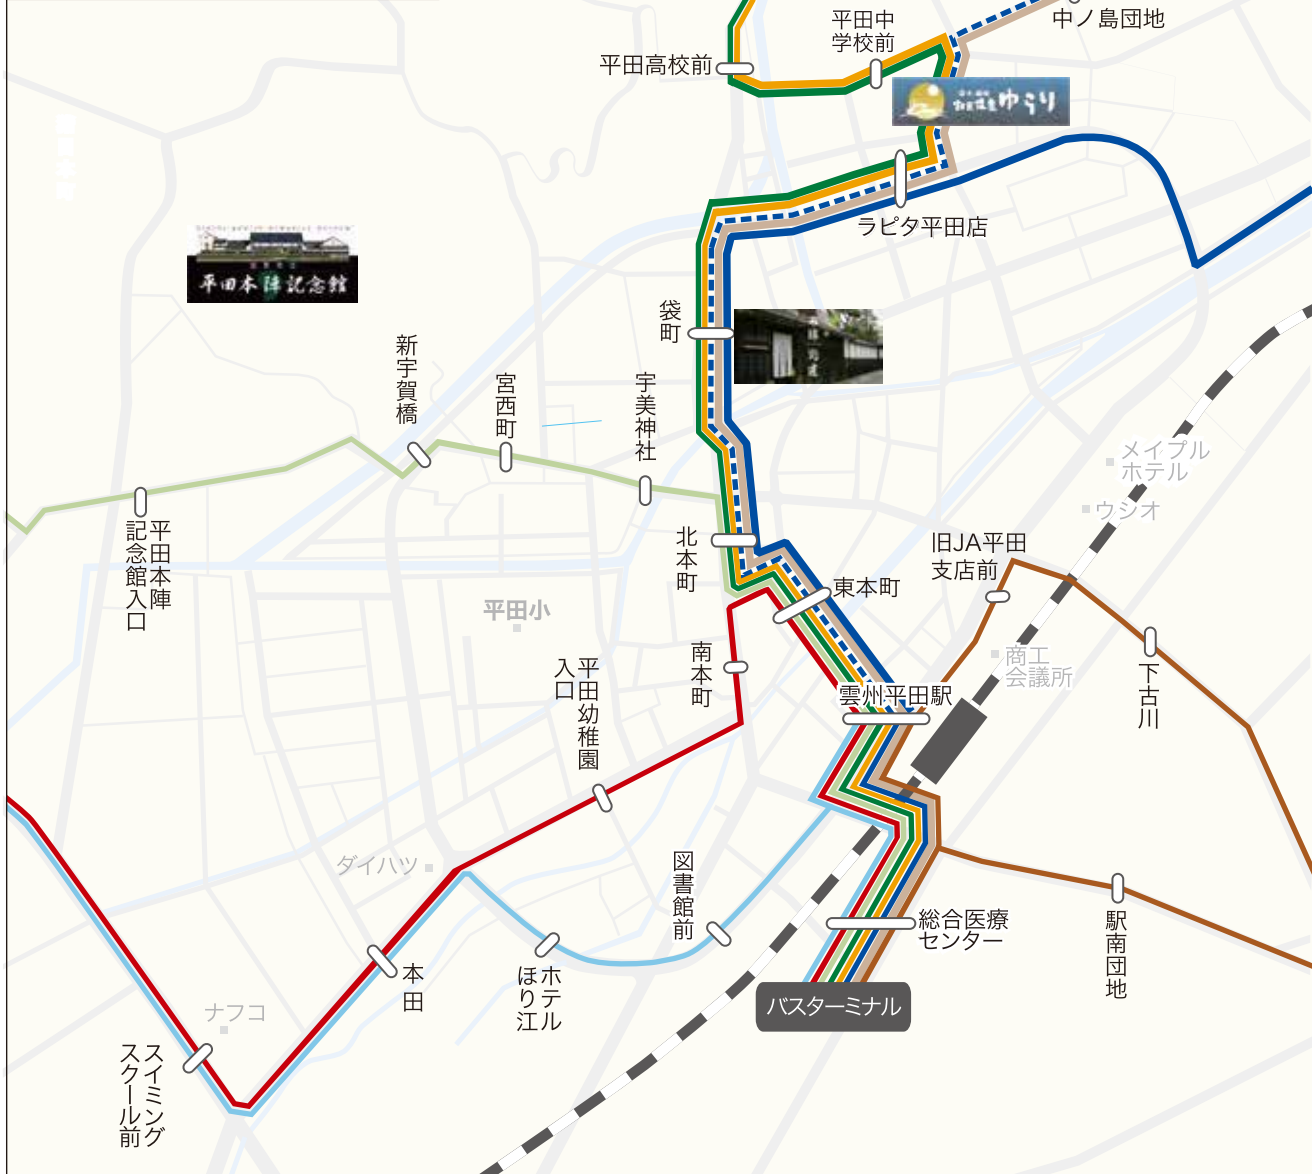 中ノ島団地
平田中
学校前
平田高校前
ゆらり
ラピタ平田店
平田本陣記念館
袋町
新宇賀橋
宮西町
宇美神社
メイプル
ホテル
ウシオ
平田本陣
記念館入口
北本町
旧JA平田
支店前
東本町
平田小
南本町
商工
会議所
下古川
平田幼稚園
入口
雲州平田駅
ダイハツ
図書館前
総合医療
センター
駅南団地
本田
ホテル
ほり江
バスターミナル
ナフコ
スイミング
スクール前